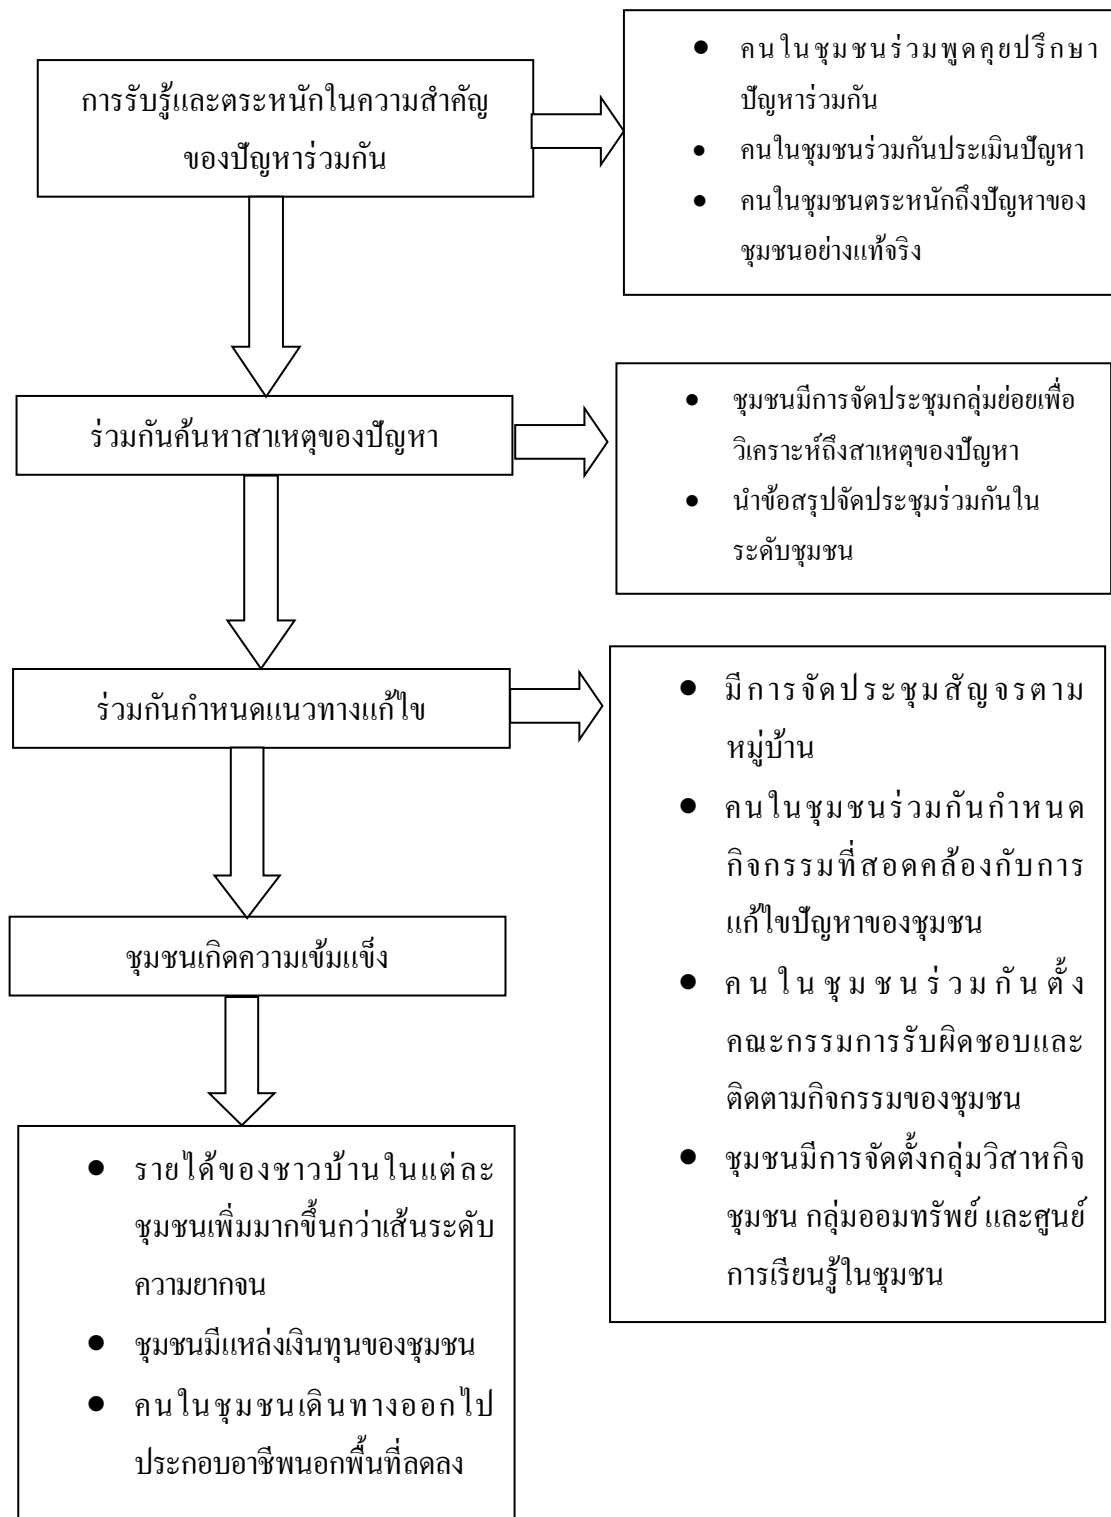 การรับรู้และตระหนักในความสำคัญ
ของปัญหาร่วมกัน
● คนในชุมชนร่วมพูดคุยปรึกษา
ปัญหาร่วมกัน
● คนในชุมชนร่วมกันประเมินปัญหา
● คนในชุมชนตระหนักถึงปัญหาของ
ชุมชนอย่างแท้จริง
ร่วมกันค้นหาสาเหตุของปัญหา
● ชุมชนมีการจัดประชุมกลุ่มย่อยเพื่อ
วิเคราะห์ถึงสาเหตุของปัญหา
● นำข้อสรุปจัดประชุมร่วมกันใน
ระดับชุมชน
ร่วมกันกำหนดแนวทางแก้ไข
● มีการจัดประชุมสัญจรตาม
หมู่บ้าน
● คนในชุมชนร่วมกันกำหนด
กิจกรรมที่สอดคล้องกับการ
แก้ไขปัญหาของชุมชน
● คนในชุมชนร่วมกันตั้ง
คณะกรรมการรับผิดชอบและ
ติดตามกิจกรรมของชุมชน
● ชุมชนมีการจัดตั้งกลุ่มวิสาหกิจ
ชุมชน กลุ่มออมทรัพย์ และศูนย์
การเรียนรู้ในชุมชน
ชุมชนเกิดความเข้มแข็ง
● รายได้ของชาวบ้านในแต่ละ
ชุมชนเพิ่มมากขึ้นกว่าเส้นระดับ
ความยากจน
● ชุมชนมีแหล่งเงินทุนของชุมชน
● คนในชุมชนเดินทางออกไป
ประกอบอาชีพนอกพื้นที่ลดลง